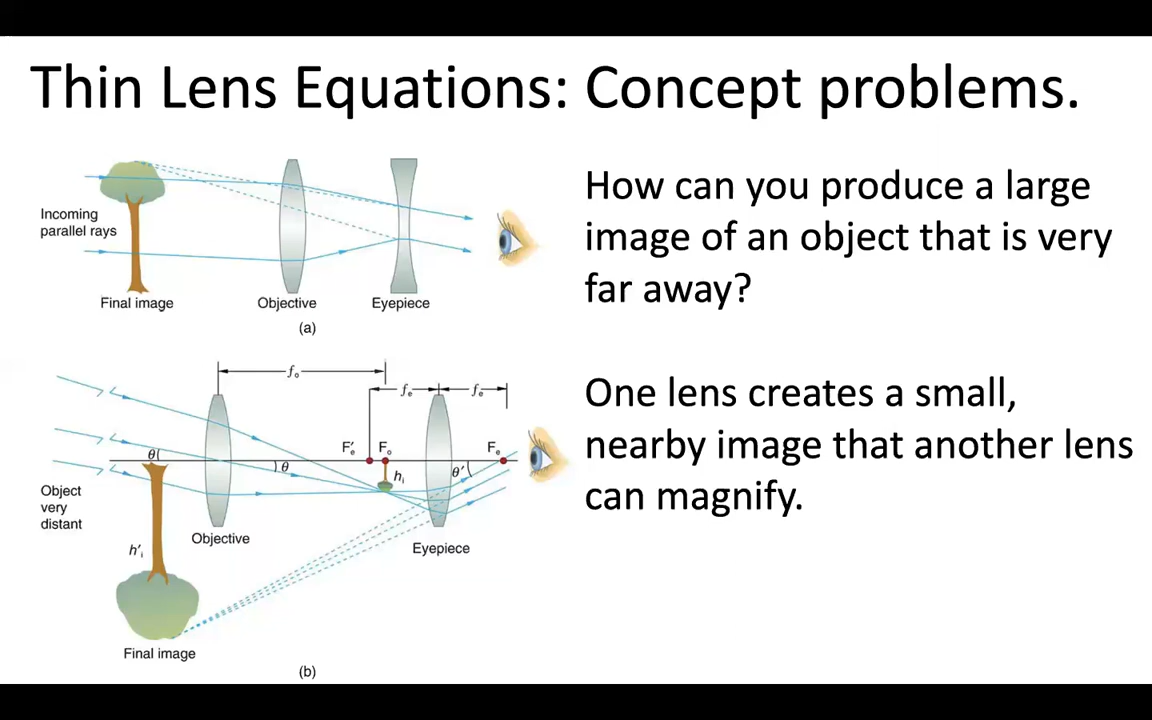 Thin Lens Equations: Concept problems.
Incoming
parallel rays
Final image
Objective
Eyepiece
(a)
How can you produce a large
image of an object that is very
far away?
One lens creates a small,
nearby image that another lens
can magnify.
fₒ
fₑ
fₑ
F′ₑ
Fₒ
Fₑ
θ
θ
hᵢ
θ′
Object
very
distant
Objective
Eyepiece
h′ᵢ
Final image
(b)